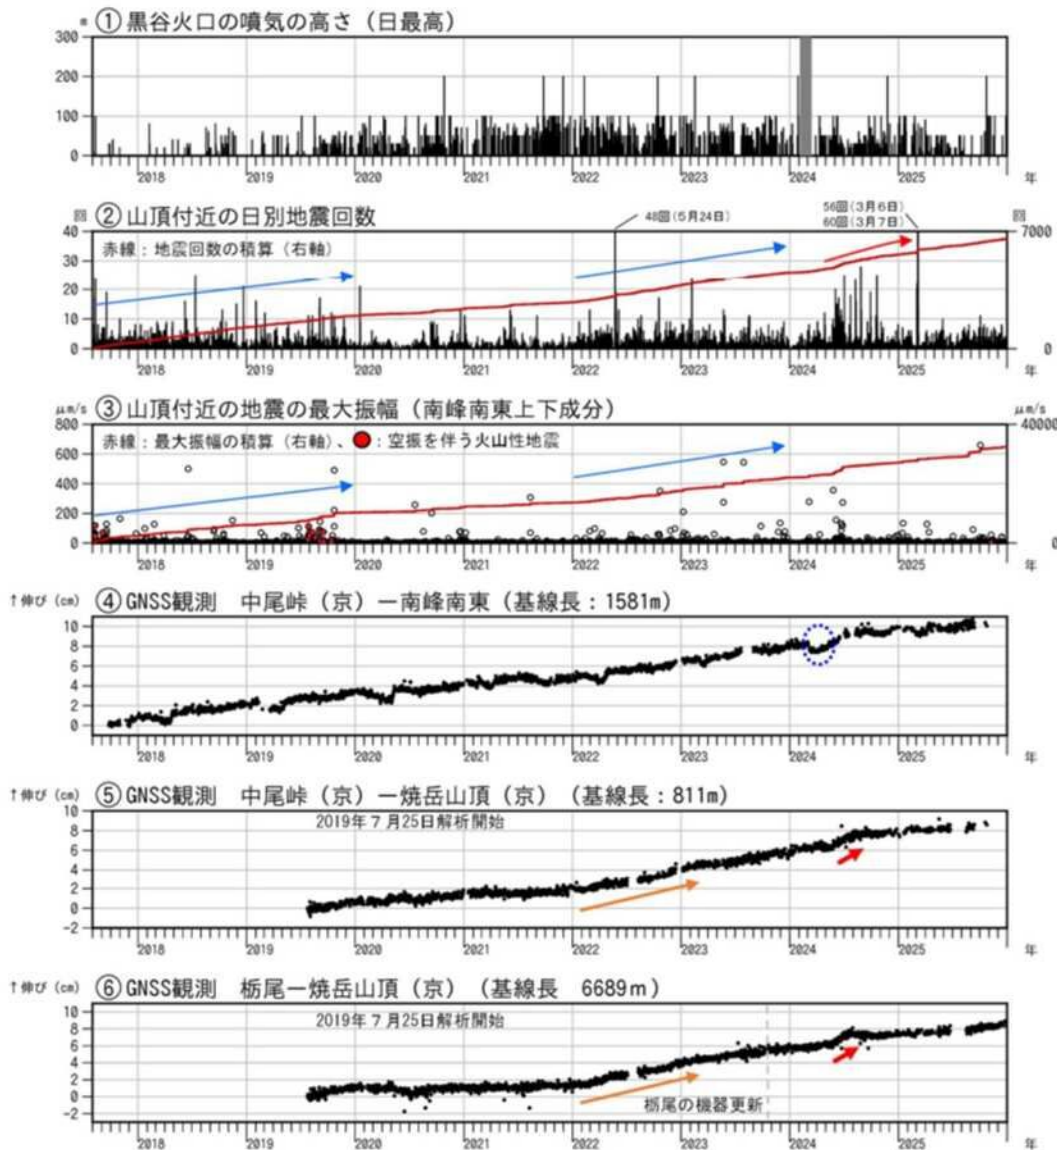 m ① 黒谷火口の噴気の高さ（日最高）
300
200
100
0
2018 2019 2020 2021 2022 2023 2024 2025 年
回 ② 山頂付近の日別地震回数
48回(5月24日)
56回(3月6日)
60回(3月7日)
回
赤線：地震回数の積算（右軸）
40 7000
30
20
10
0 0
2018 2019 2020 2021 2022 2023 2024 2025 年
μm/s ③ 山頂付近の地震の最大振幅（南峰南東上下成分） μm/s
赤線：最大振幅の積算（右軸）、●：空振を伴う火山性地震
800 40000
600
400
200
0 0
2018 2019 2020 2021 2022 2023 2024 2025 年
↑伸び (cm) ④ GNSS観測 中尾峠（京）ー南峰南東（基線長：1581m）
10
8
6
4
2
0
2018 2019 2020 2021 2022 2023 2024 2025 年
↑伸び (cm) ⑤ GNSS観測 中尾峠（京）ー焼岳山頂（京）（基線長：811m）
2019年7月25日解析開始
10
8
6
4
2
0
-2
2018 2019 2020 2021 2022 2023 2024 2025 年
↑伸び (cm) ⑥ GNSS観測 栃尾ー焼岳山頂（京）（基線長 6689m）
2019年7月25日解析開始
10
8
6
4
2
0
-2
栃尾の機器更新
2018 2019 2020 2021 2022 2023 2024 2025 年